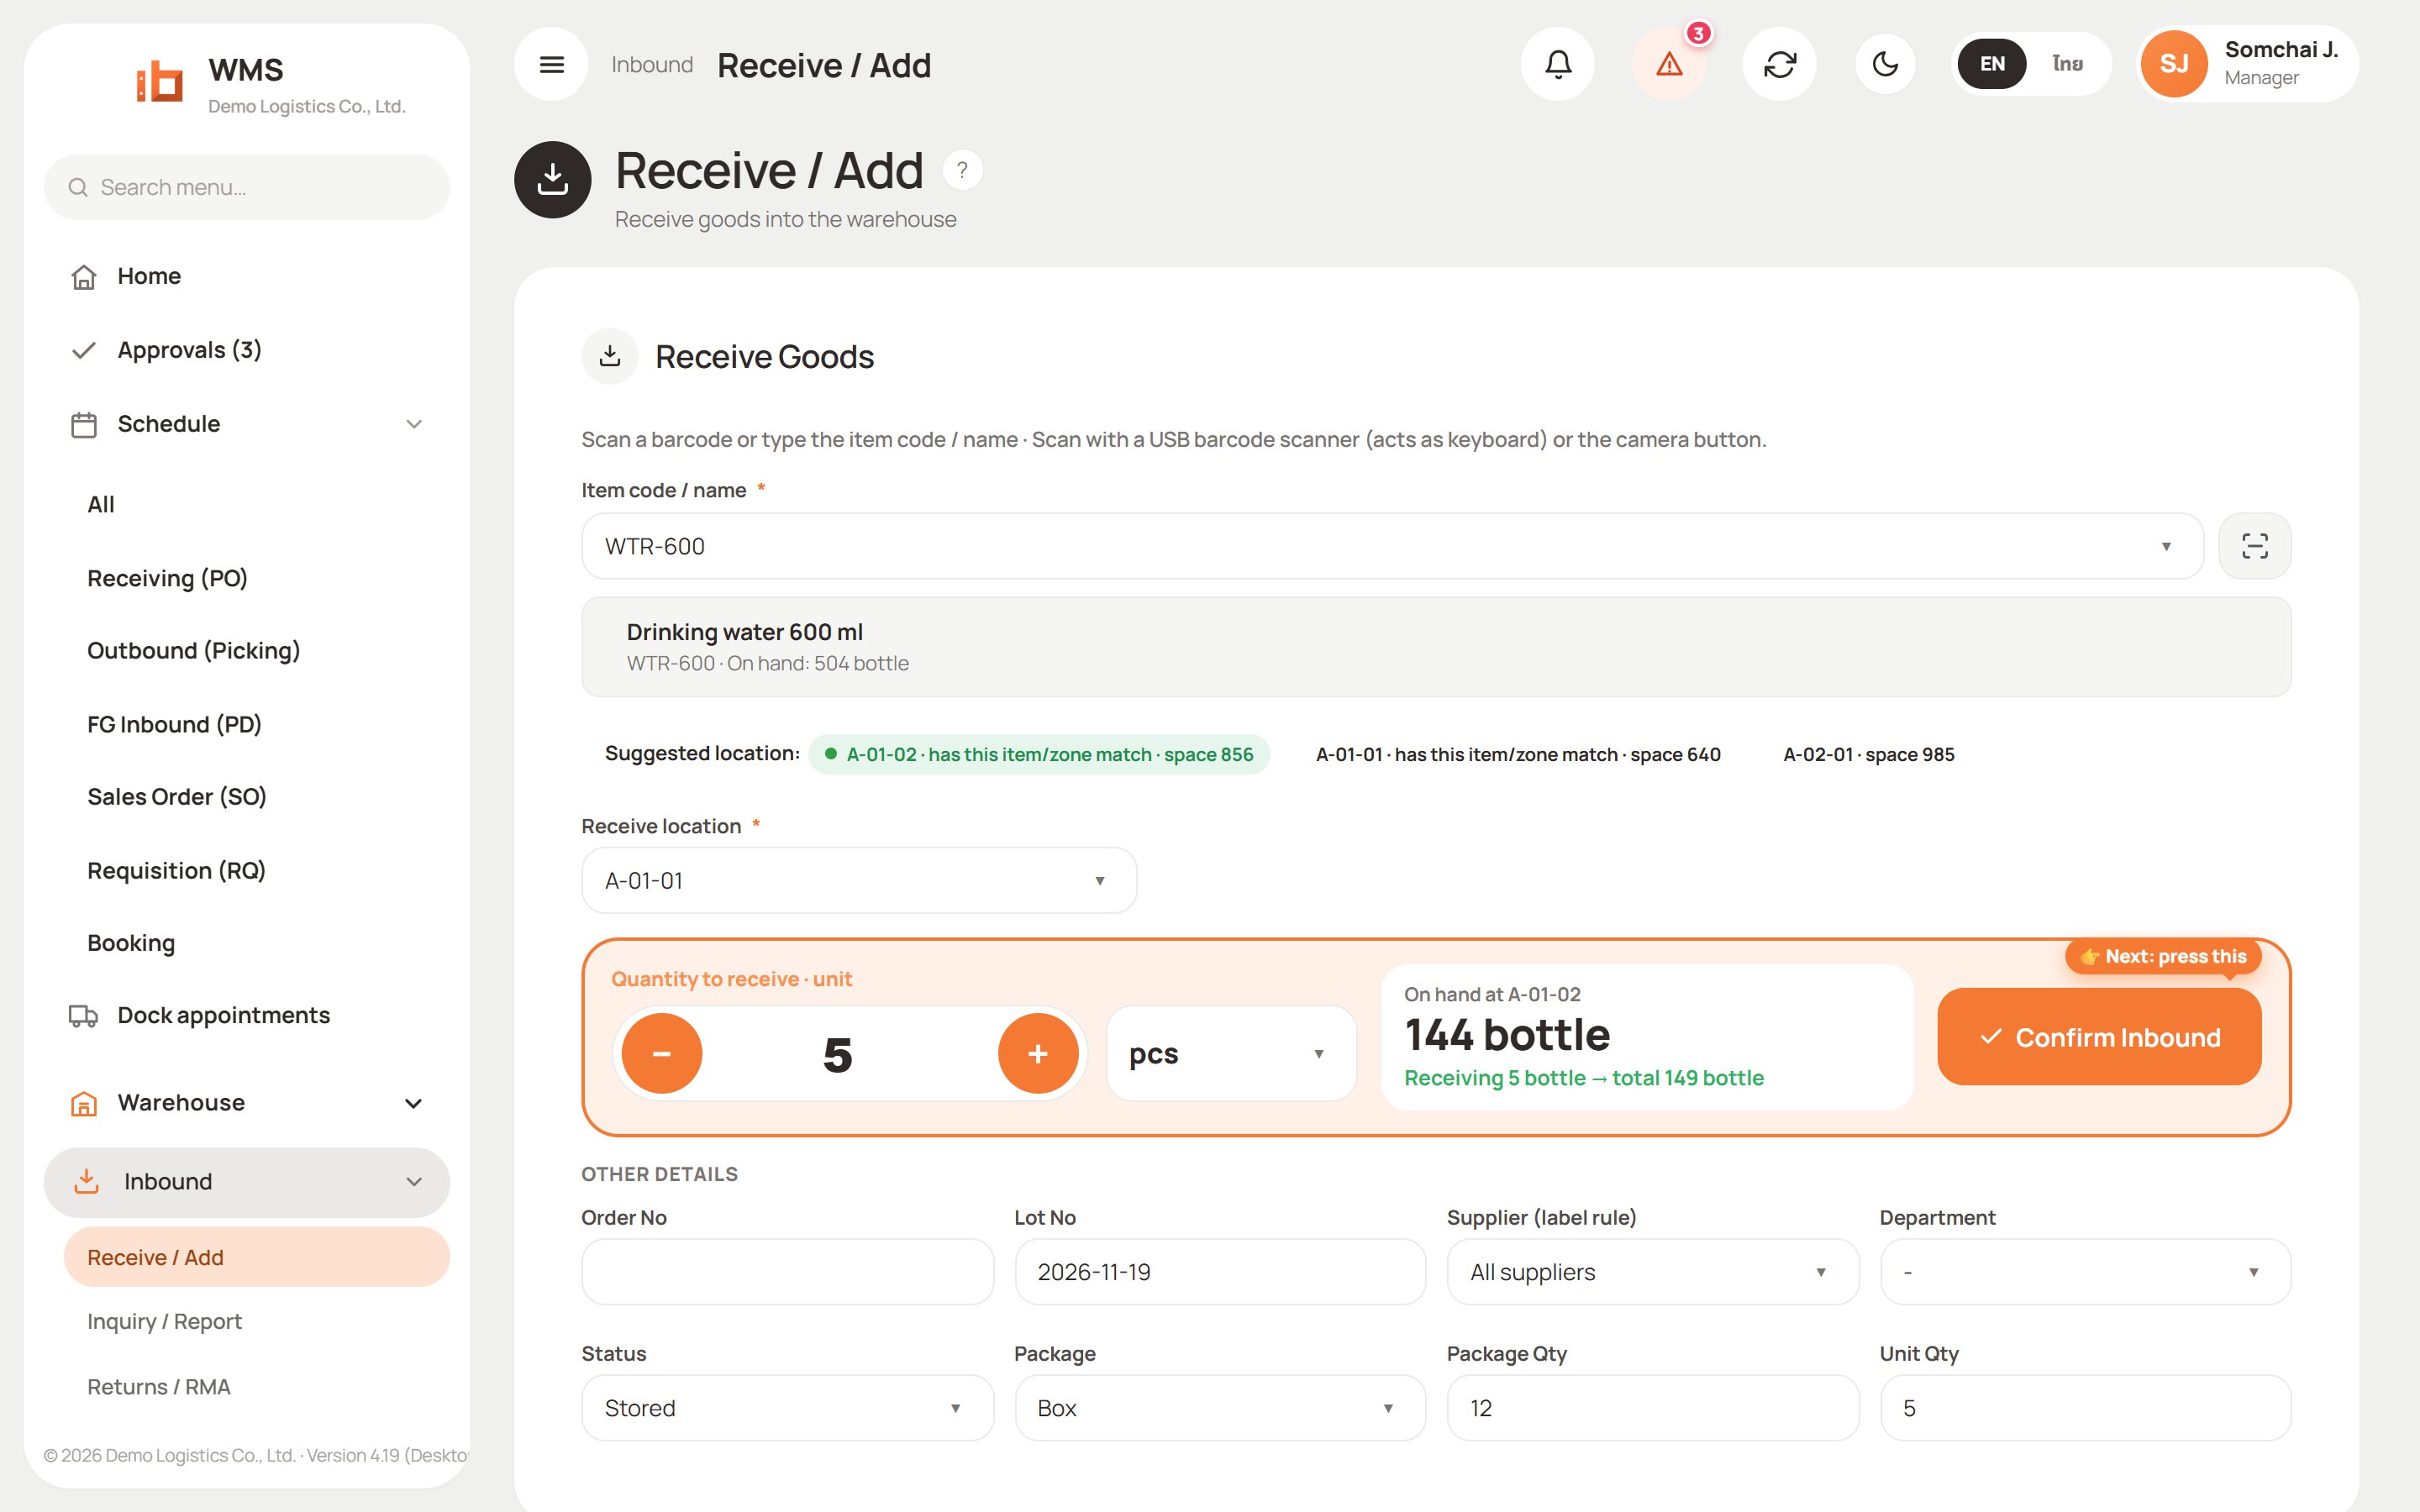 WMS
Demo Logistics Co., Ltd.
Search menu...
Home
Approvals (3)
Schedule
All
Receiving (PO)
Outbound (Picking)
FG Inbound (PD)
Sales Order (SO)
Requisition (RQ)
Booking
Dock appointments
Warehouse
Inbound
Receive / Add
Inquiry / Report
Returns / RMA
© 2026 Demo Logistics Co., Ltd. · Version 4.19 (Desktop
Inbound Receive / Add
3
EN ไทย
SJ
Somchai J.
Manager
Receive / Add ?
Receive goods into the warehouse
Receive Goods
Scan a barcode or type the item code / name · Scan with a USB barcode scanner (acts as keyboard) or the camera button.
Item code / name *
WTR-600
Drinking water 600 ml
WTR-600 · On hand: 504 bottle
Suggested location: A-01-02 · has this item/zone match · space 856 A-01-01 · has this item/zone match · space 640 A-02-01 · space 985
Receive location *
A-01-01
Quantity to receive · unit
− 5 + pcs
On hand at A-01-02
144 bottle
Receiving 5 bottle → total 149 bottle
👉 Next: press this
Confirm Inbound
OTHER DETAILS
Order No Lot No Supplier (label rule) Department
2026-11-19 All suppliers -
Status Package Package Qty Unit Qty
Stored Box 12 5